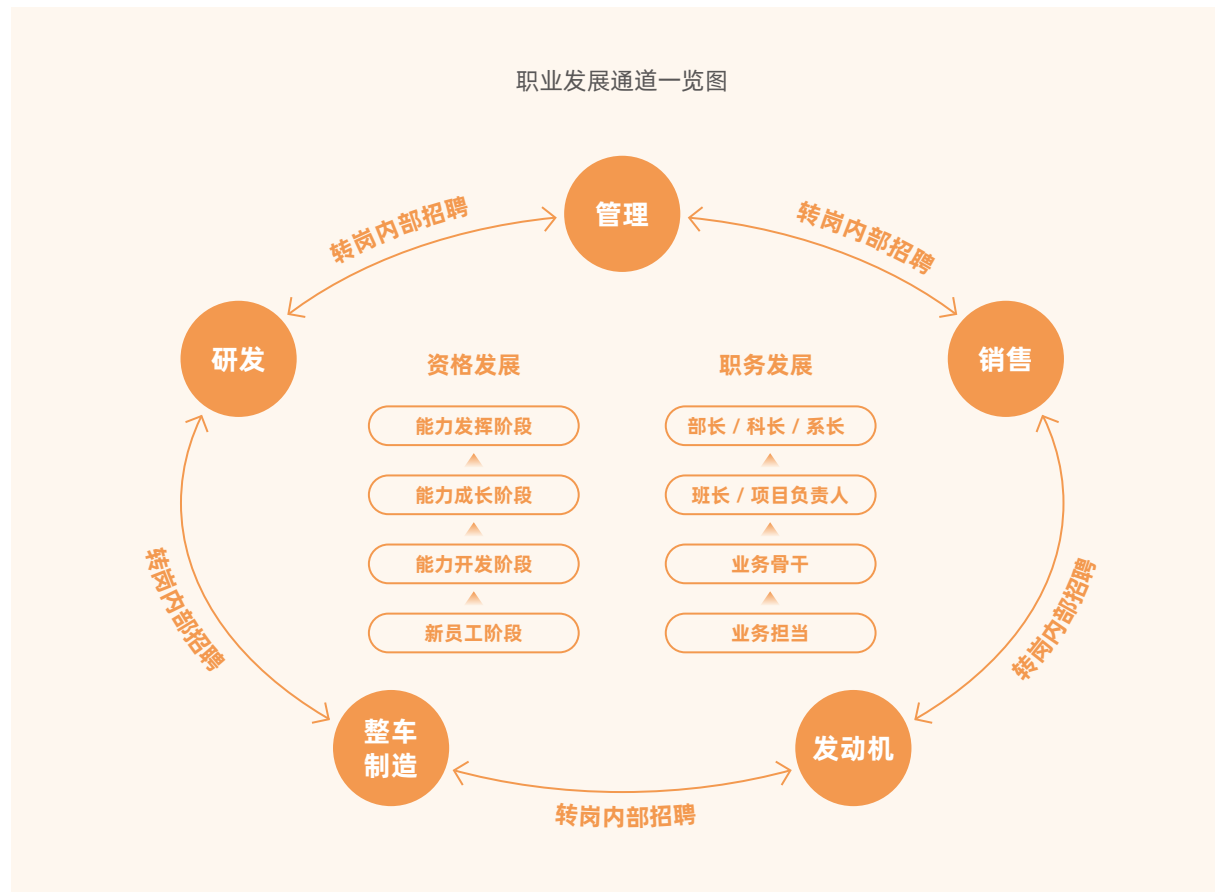 职业发展通道一览图
管理
转岗内部招聘
转岗内部招聘
研发
销售
资格发展
能力发挥阶段
能力成长阶段
能力开发阶段
新员工阶段
职务发展
部长 / 科长 / 系长
班长 / 项目负责人
业务骨干
业务担当
转岗内部招聘
转岗内部招聘
整车
制造
发动机
转岗内部招聘